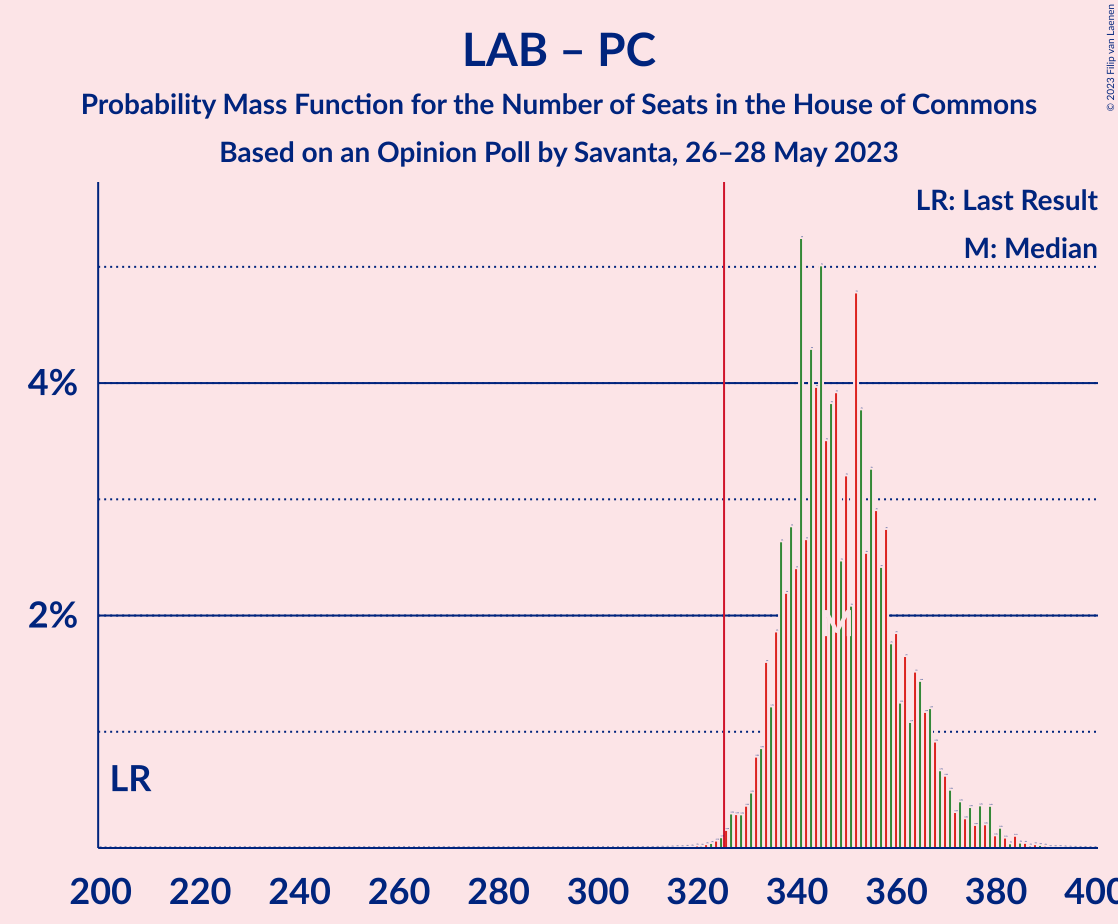 LAB – PC
Probability Mass Function for the Number of Seats in the House of Commons
Based on an Opinion Poll by Savanta, 26–28 May 2023
© 2023 Filip van Laenen
LR: Last Result
M: Median
4%
2%
LR
200 220 240 260 280 300 320 340 360 380 400